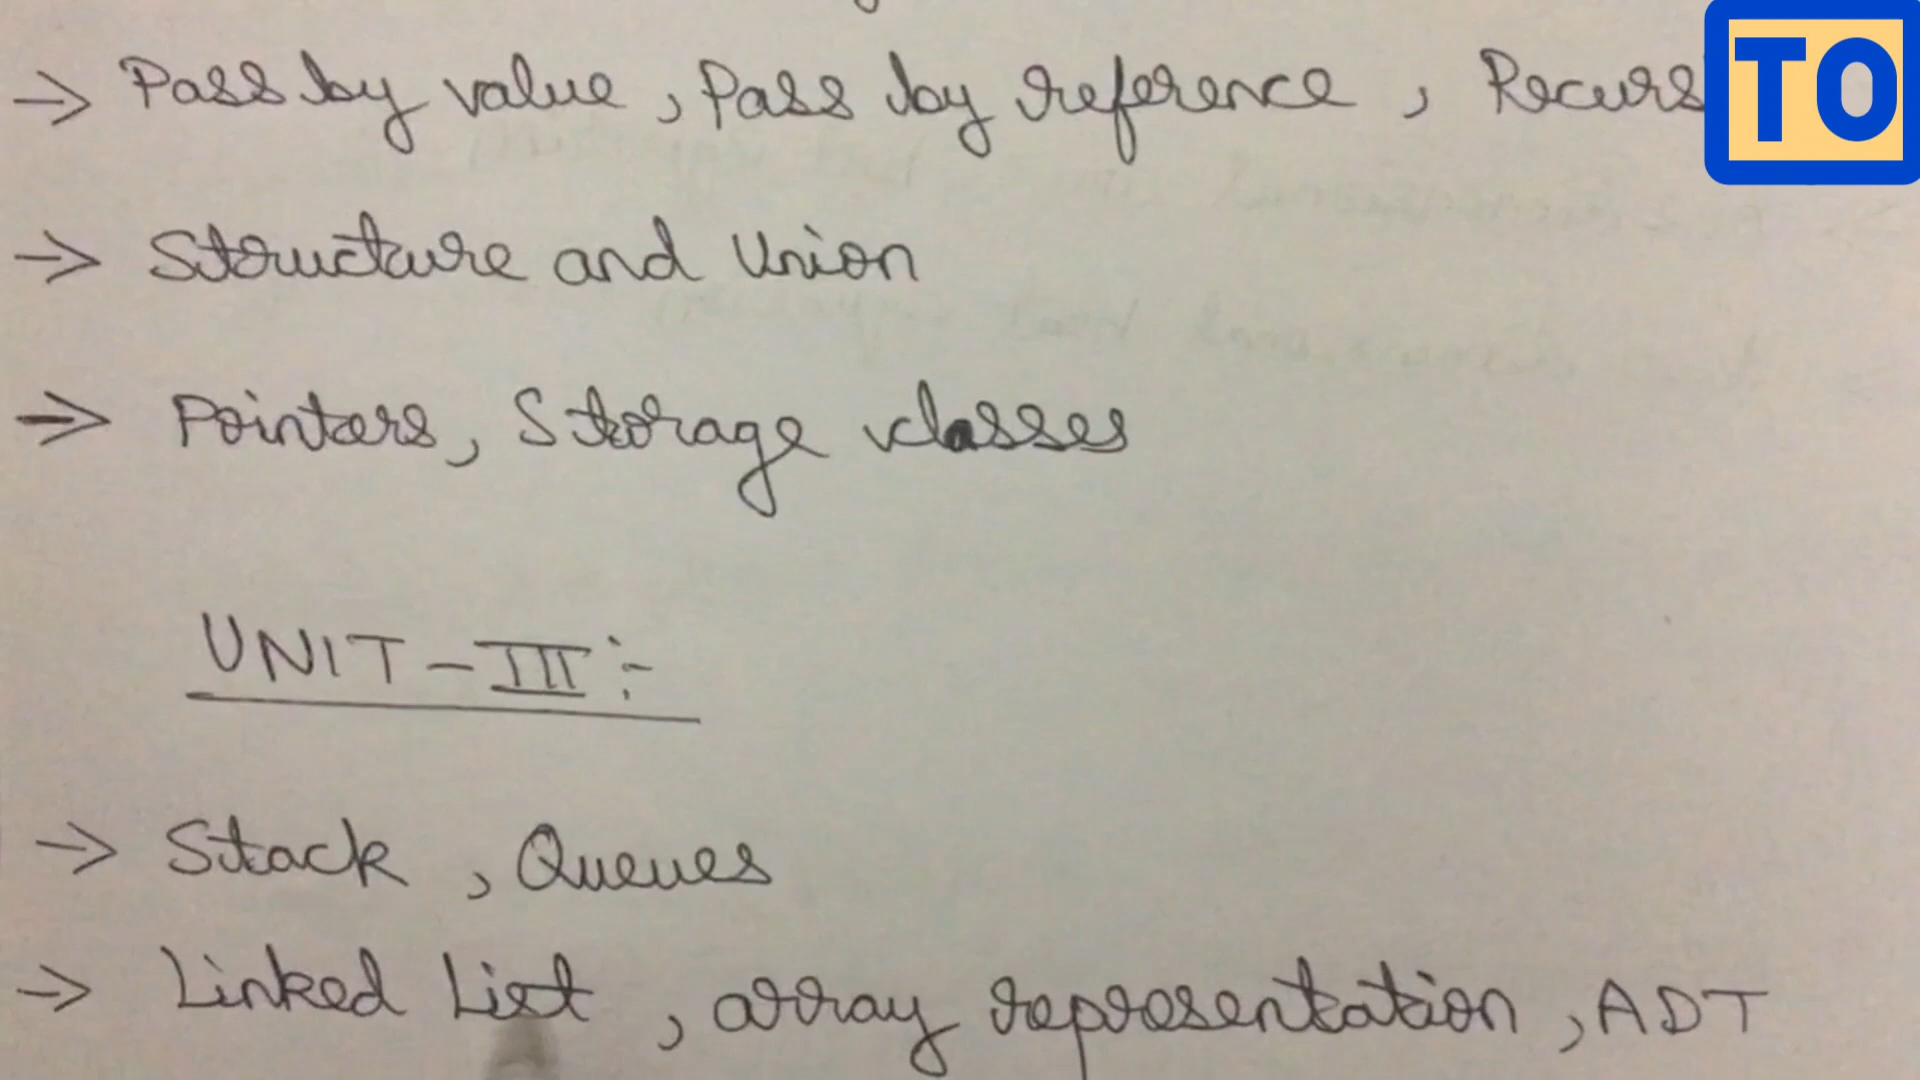 → Pass by value, Pass by reference, Recurs
TO
→ Structure and Union
→ Pointers, Storage classes
UNIT-III:-
→ Stack, Queues
→ Linked List, array representation, ADT